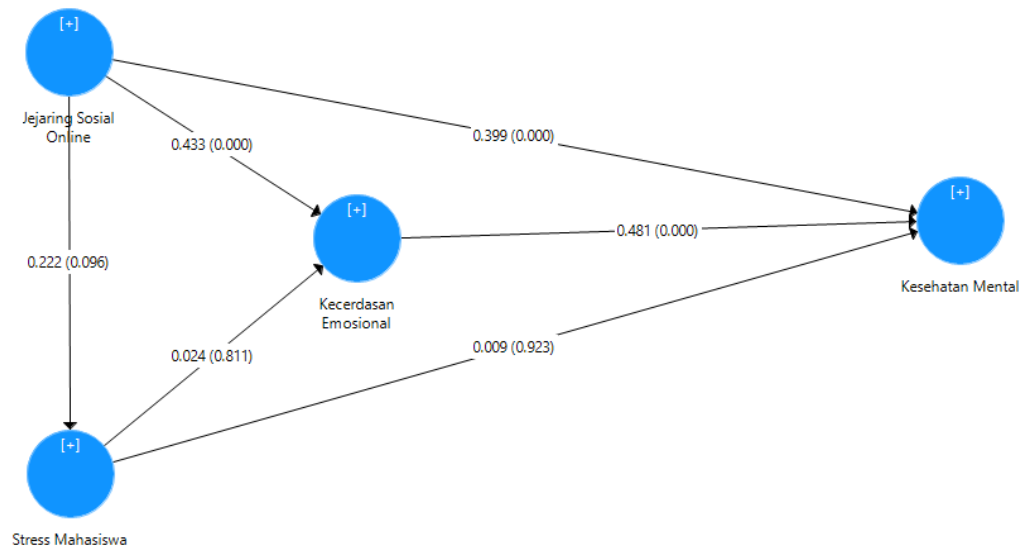 [+]
Jejaring Sosial
Online
0.433 (0.000)
0.399 (0.000)
[+]
Kecerdasan
Emosional
0.481 (0.000)
[+]
Kesehatan Mental
0.222 (0.096)
0.024 (0.811)
0.009 (0.923)
[+]
Stress Mahasiswa